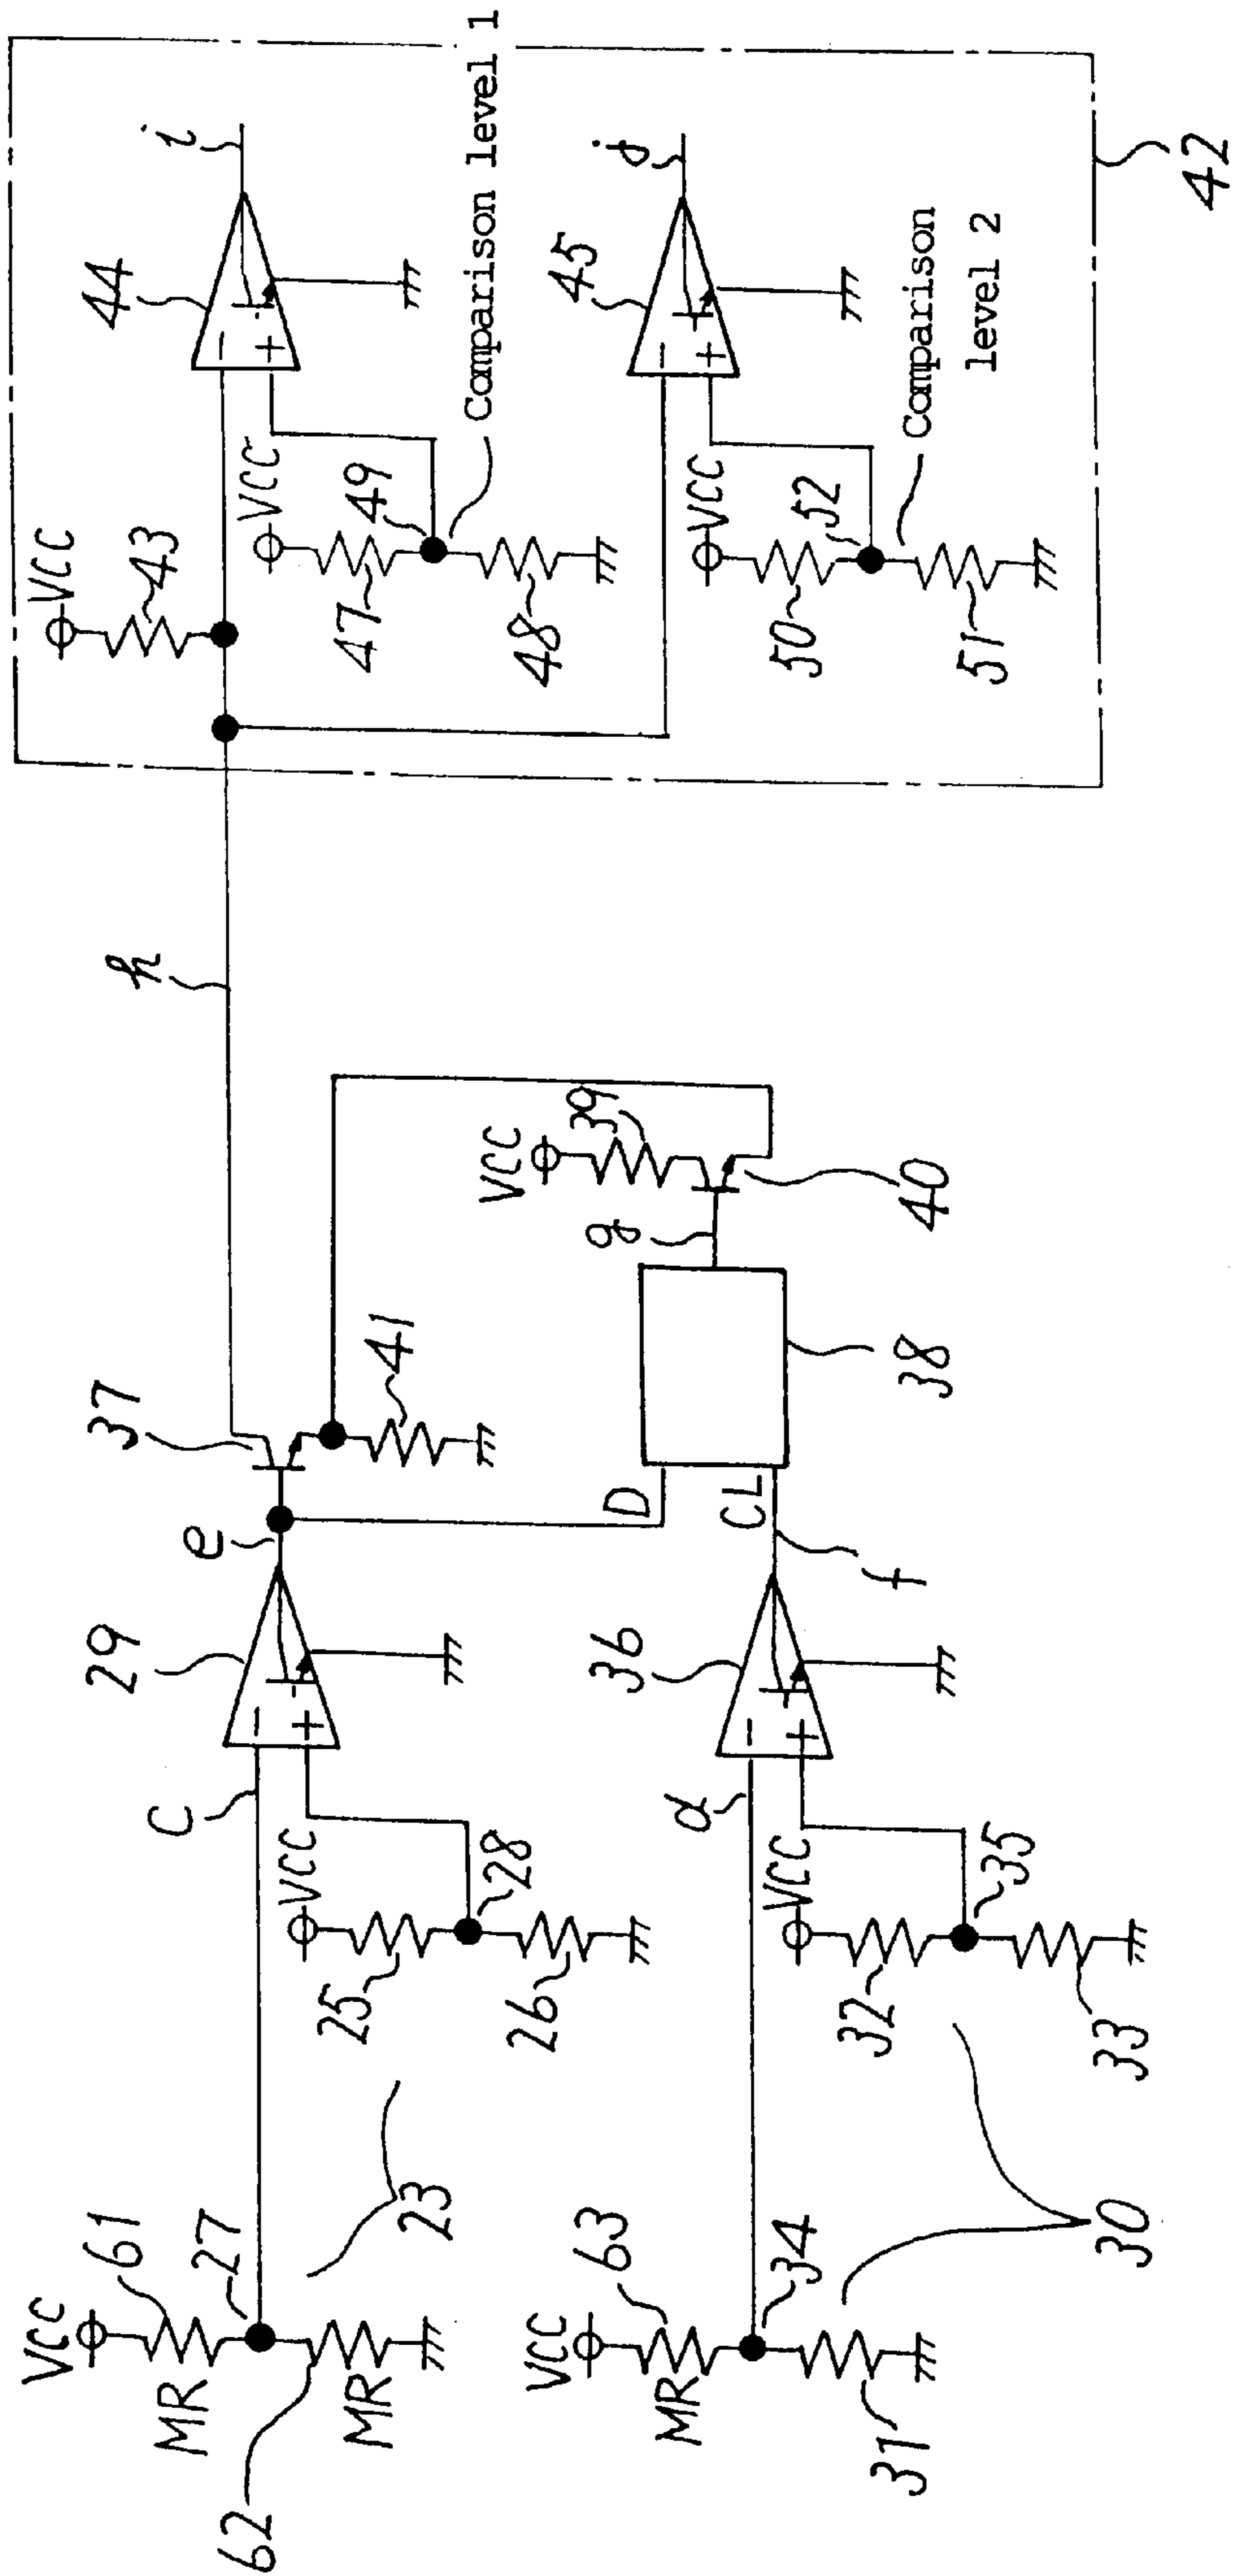 VCC
61
MR
27
62
MR
23
C
VCC
25
28
26
29
-
+
e
37
41
h
VCC
63
MR
34
31
30
d
VCC
32
35
33
36
-
+
f
D
CL
38
g
VCC
39
40
VCC
43
44
-
+
i
VCC
47
49
48
Comparison level 1
45
-
+
j
VCC
50
52
51
Comparison
level 2
42